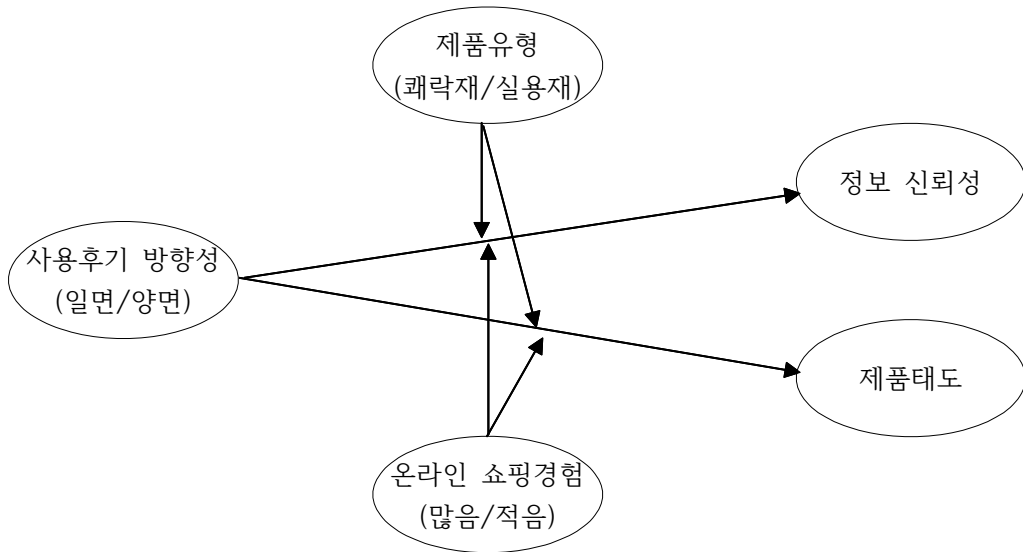 제품유형
(쾌락재/실용재)
정보 신뢰성
사용후기 방향성
(일면/양면)
제품태도
온라인 쇼핑경험
(많음/적음)